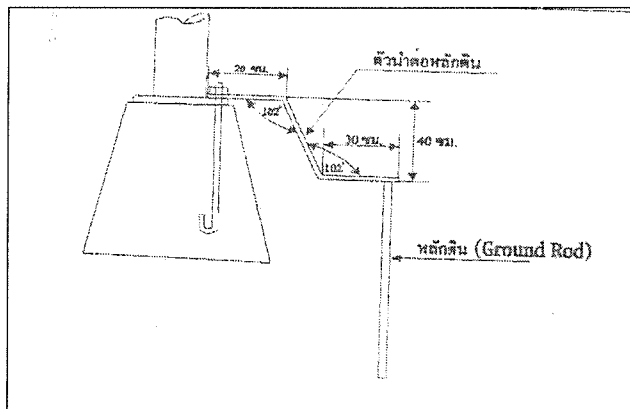 ตัวนำต่อหลักดิน
20 ซม.
102°
30 ซม.
40 ซม.
102°
หลักดิน (Ground Rod)